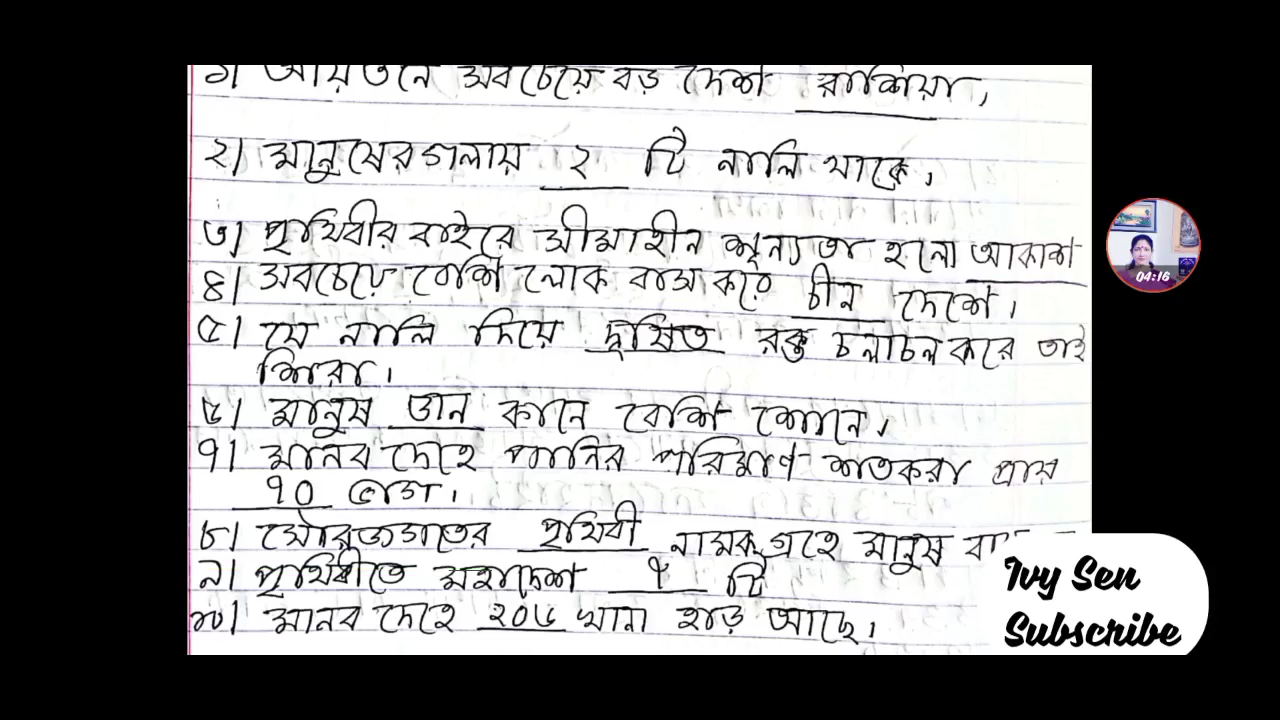 ১। আয়তনে সবচেয়ে বড় দেশ রাশিয়া,
২। মানুষের গলায় ২ টি নালি থাকে,
৩। পৃথিবীর বাইরে সীমাহীন শূন্যতা হলো আকাশ
৪। সবচেয়ে বেশি লোক বাস করে চীন দেশে।
৫। যে নালি দিয়ে দূষিত রক্ত চলাচল করে তাই
শিরা।
৬। মানুষ ডান কানে বেশি শোনে,
৭। মানব দেহে পানির পরিমাণ শতকরা প্রায়
৭০ ভাগ।
৮। সৌরজগতের পৃথিবী নামক গ্রহে মানুষ
৯। পৃথিবীতে মহাদেশ ৭ টি
১০। মানব দেহে ২০৬ খানা হাড় আছে।
04:16
Ivy Sen
Subscribe